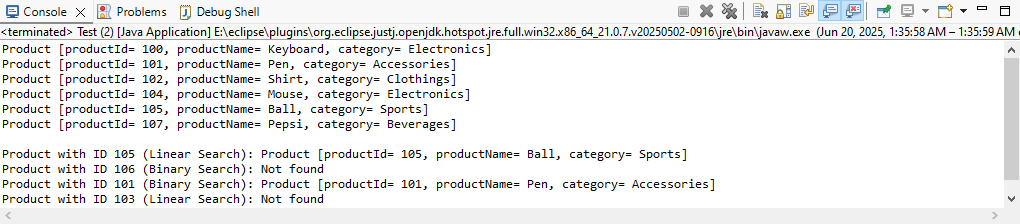 Console Problems Debug Shell
<terminated> Test (2) [Java Application] E:\eclipse\plugins\org.eclipse.justj.openjdk.hotspot.jre.full.win32.x86_64_21.0.7.v20250502-0916\jre\bin\javaw.exe (Jun 20, 2025, 1:35:58 AM – 1:35:59 AM
Product [productId= 100, productName= Keyboard, category= Electronics]
Product [productId= 101, productName= Pen, category= Accessories]
Product [productId= 102, productName= Shirt, category= Clothings]
Product [productId= 104, productName= Mouse, category= Electronics]
Product [productId= 105, productName= Ball, category= Sports]
Product [productId= 107, productName= Pepsi, category= Beverages]
Product with ID 105 (Linear Search): Product [productId= 105, productName= Ball, category= Sports]
Product with ID 106 (Binary Search): Not found
Product with ID 101 (Binary Search): Product [productId= 101, productName= Pen, category= Accessories]
Product with ID 103 (Linear Search): Not found